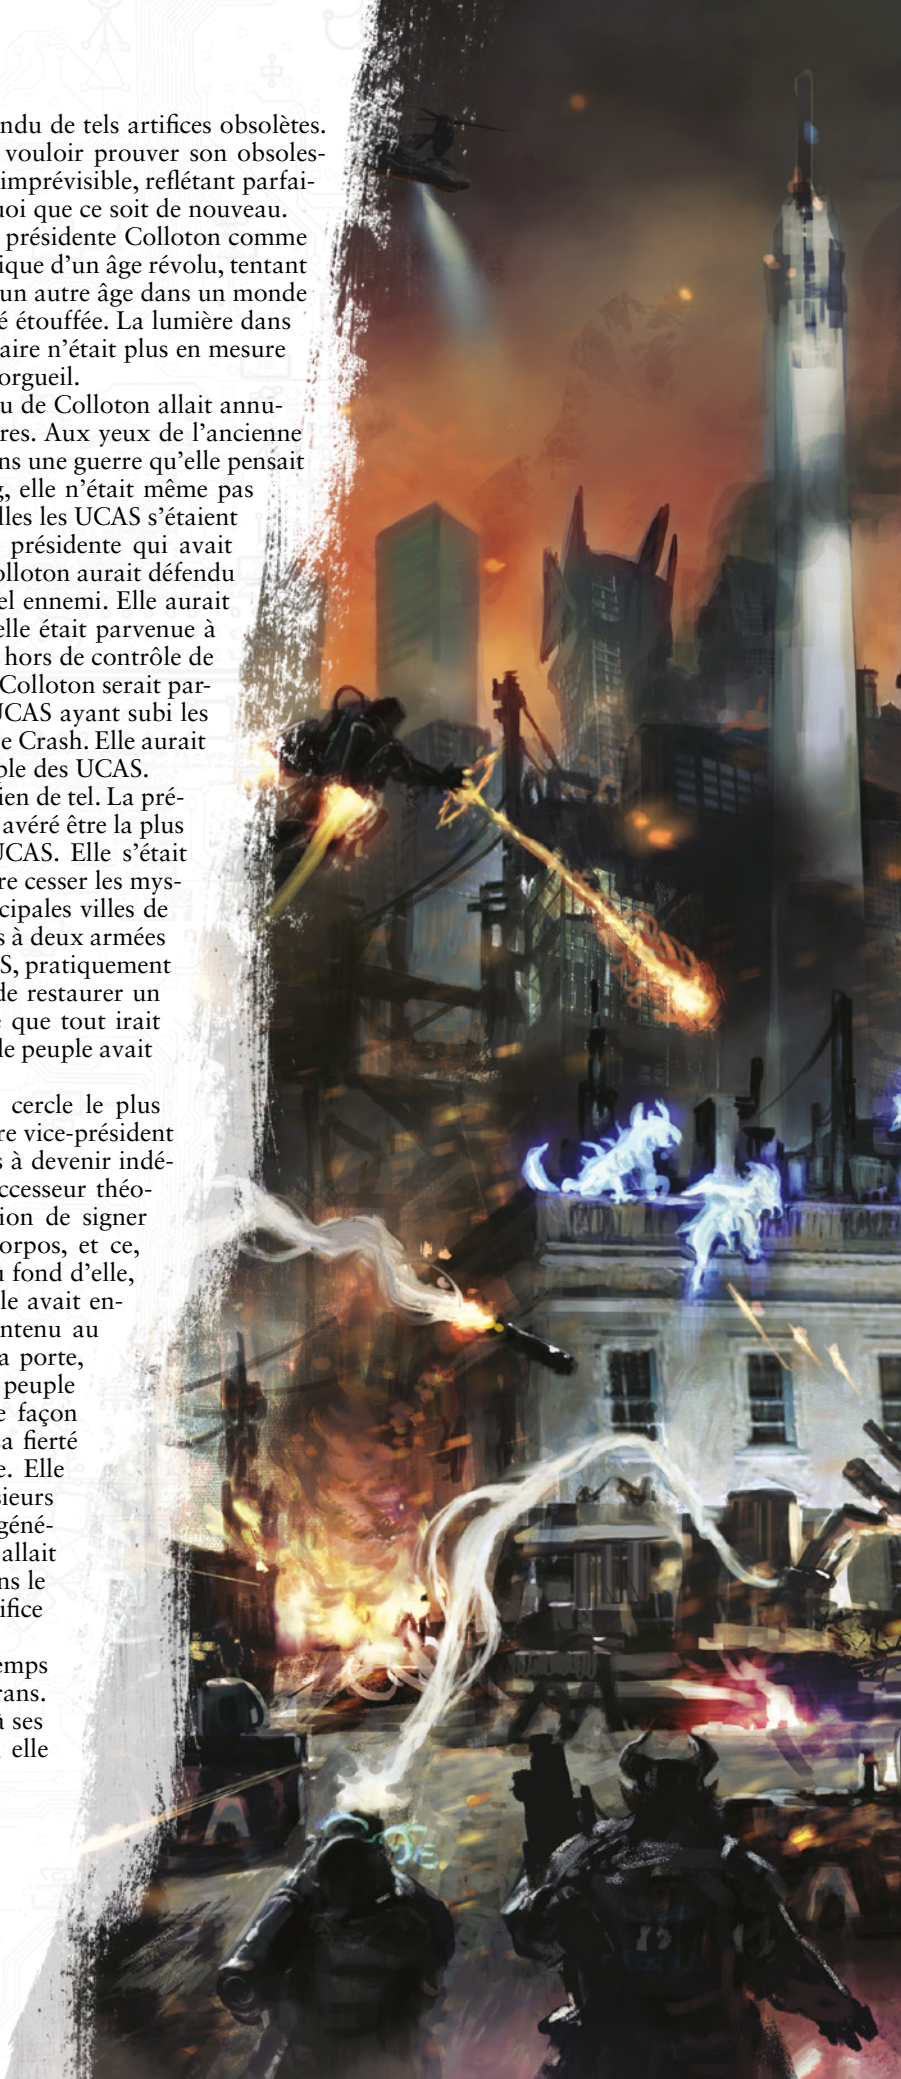 ndu de tels artifices obsolètes.
vouloir prouver son obsoles-
imprévisible, reflétant parfai-
uoi que ce soit de nouveau.
présidente Colloton comme
ique d’un âge révolu, tentant
un autre âge dans un monde
é étouffée. La lumière dans
aire n’était plus en mesure
orgueil.
u de Colloton allait annu-
res. Aux yeux de l’ancienne
ns une guerre qu’elle pensait
g, elle n’était même pas
lles les UCAS s’étaient
présidente qui avait
olloton aurait défendu
el ennemi. Elle aurait
elle était parvenue à
hors de contrôle de
Colloton serait par-
UCAS ayant subi les
e Crash. Elle aurait
ple des UCAS.
ien de tel. La pré-
avéré être la plus
UCAS. Elle s’était
re cesser les mys-
cipales villes de
s à deux armées
S, pratiquement
de restaurer un
e que tout irait
le peuple avait
cercle le plus
re vice-président
s à devenir indé-
ccesseur théo-
ion de signer
orpos, et ce,
u fond d’elle,
le avait en-
ntenu au
a porte,
peuple
e façon
a fierté
e. Elle
sieurs
géné-
allait
ns le
ifice
emps
rans.
à ses
elle